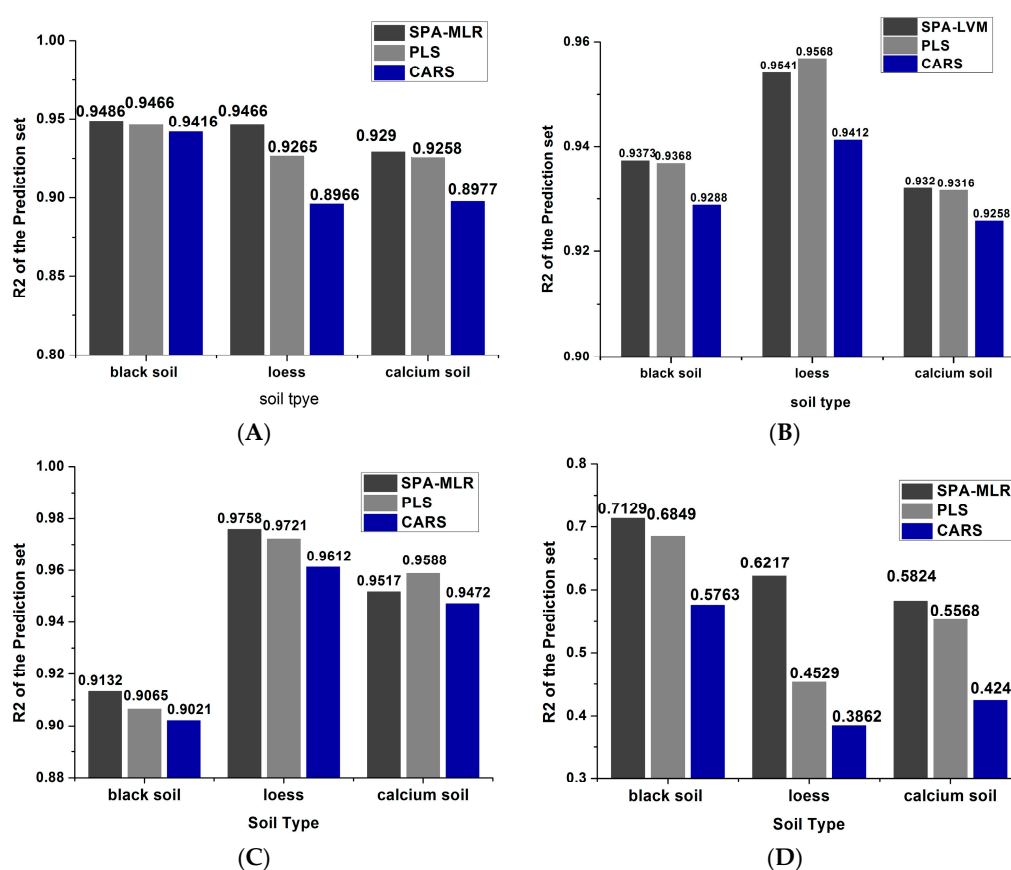 1.00
0.95
0.90
0.85
0.80
R2 of the Prediction set
SPA-MLR
PLS
CARS
0.9486
0.9466
0.9416
0.9466
0.9265
0.8966
0.929
0.9258
0.8977
black soil
loess
calcium soil
soil tpye
(A)
0.96
0.94
0.92
0.90
R2 of the Prediction set
SPA-LVM
PLS
CARS
0.9373
0.9368
0.9288
0.9541
0.9568
0.9412
0.932
0.9316
0.9258
black soil
loess
calcium soil
soil type
(B)
1.00
0.98
0.96
0.94
0.92
0.90
0.88
R2 of the Prediction set
SPA-MLR
PLS
CARS
0.9132
0.9065
0.9021
0.9758
0.9721
0.9612
0.9517
0.9588
0.9472
black soil
loess
calcium soil
Soil Type
(C)
0.8
0.7
0.6
0.5
0.4
0.3
R2 of the Prediction set
SPA-MLR
PLS
CARS
0.7129
0.6849
0.5763
0.6217
0.4529
0.3862
0.5824
0.5568
0.424
black soil
loess
calcium soil
Soil Type
(D)